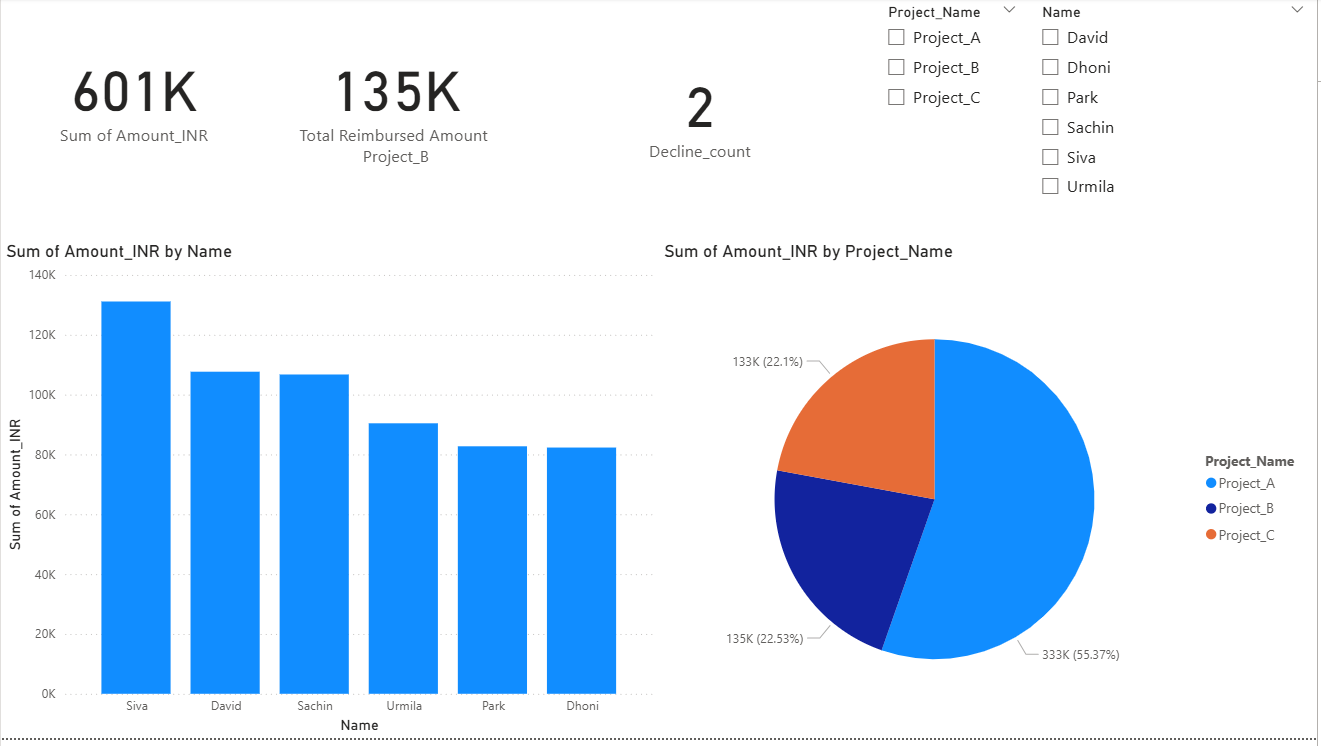 601K
Sum of Amount_INR
135K
Total Reimbursed Amount
Project_B
2
Decline_count
Project_Name
Project_A
Project_B
Project_C
Name
David
Dhoni
Park
Sachin
Siva
Urmila
Sum of Amount_INR by Name
Sum of Amount_INR
140K
120K
100K
80K
60K
40K
20K
0K
Siva David Sachin Urmila Park Dhoni
Name
Sum of Amount_INR by Project_Name
133K (22.1%)
135K (22.53%)
333K (55.37%)
Project_Name
Project_A
Project_B
Project_C